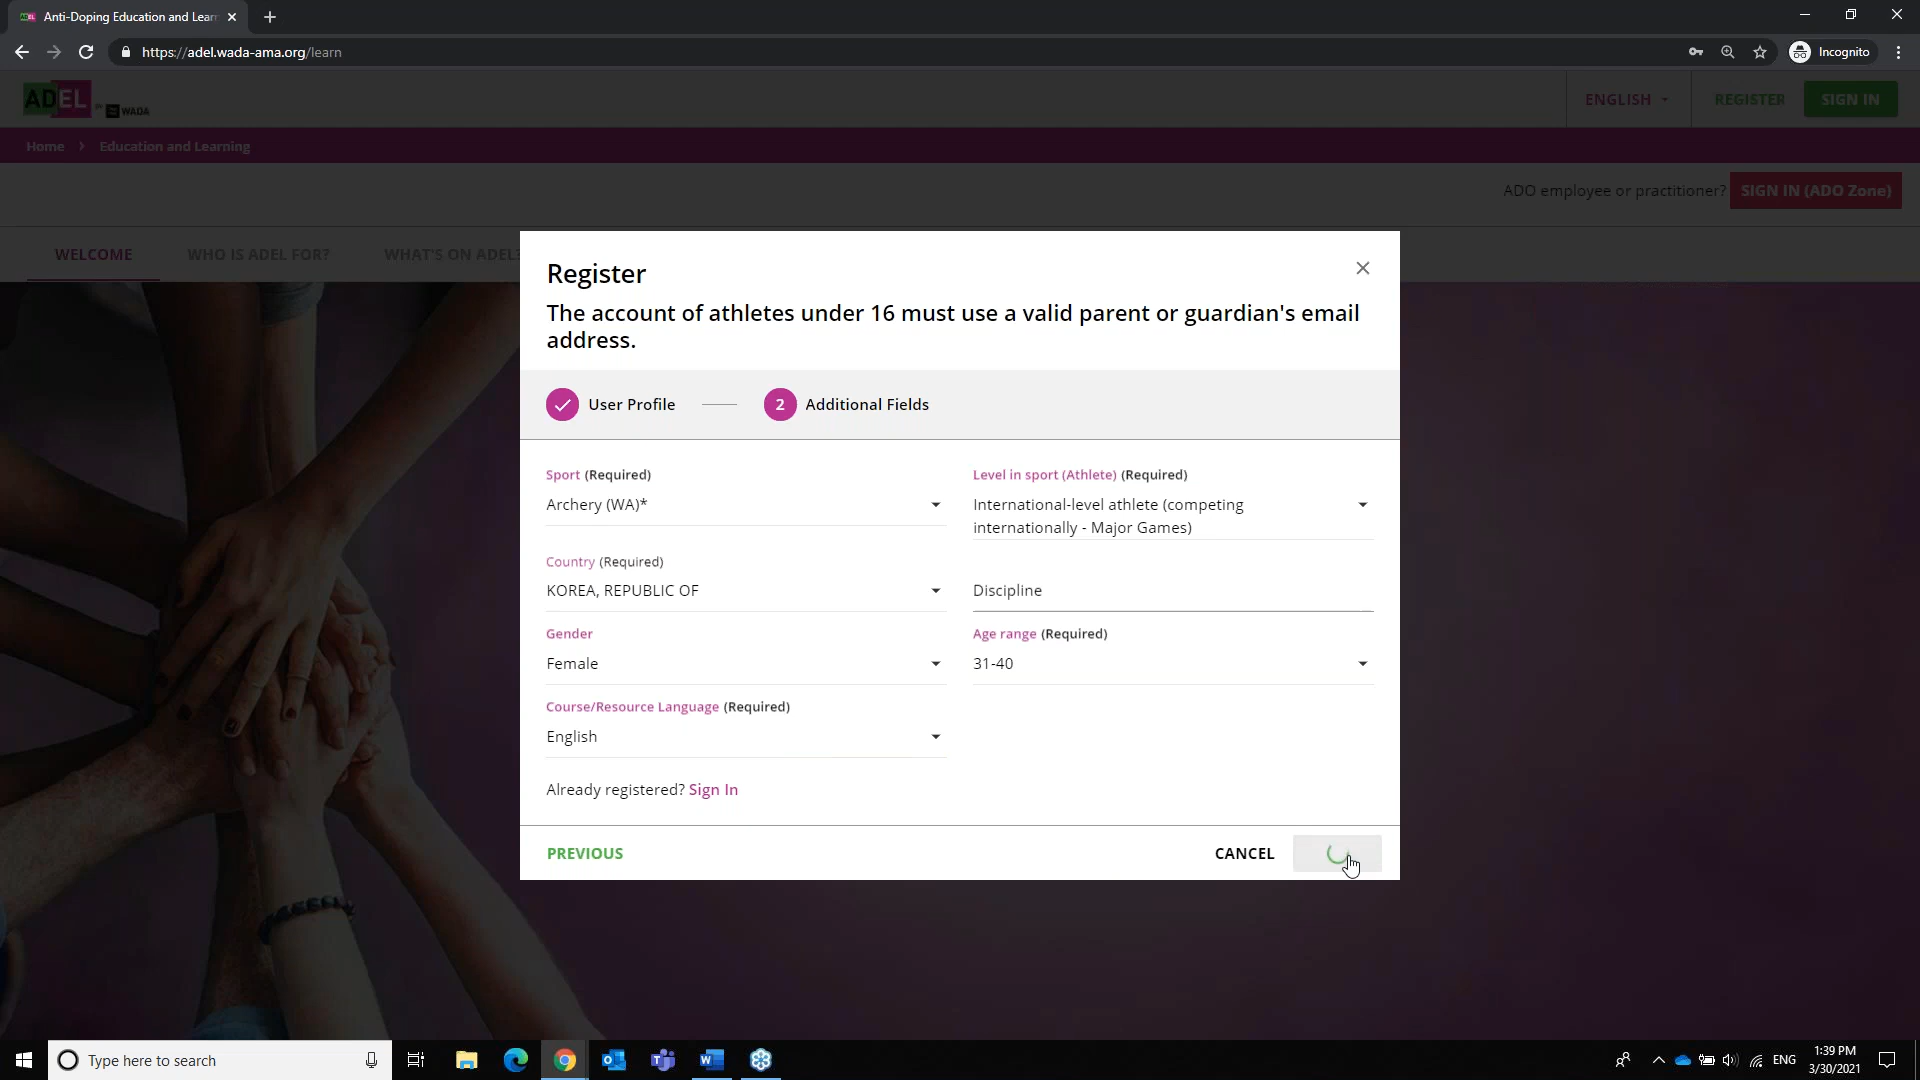 ADEL Anti-Doping Education and Lear
https://adel.wada-ama.org/learn
Incognito
ADEL WADA
ENGLISH
REGISTER
SIGN IN
Home
Education and Learning
ADO employee or practitioner?
SIGN IN (ADO Zone)
WELCOME
WHO IS ADEL FOR?
WHAT'S ON ADEL?
Register
The account of athletes under 16 must use a valid parent or guardian's email
address.
User Profile
2 Additional Fields
Sport (Required)
Archery (WA)*
Level in sport (Athlete) (Required)
International-level athlete (competing
internationally - Major Games)
Country (Required)
KOREA, REPUBLIC OF
Discipline
Gender
Female
Age range (Required)
31-40
Course/Resource Language (Required)
English
Already registered? Sign In
PREVIOUS
CANCEL
Type here to search
ENG
1:39 PM
3/30/2021